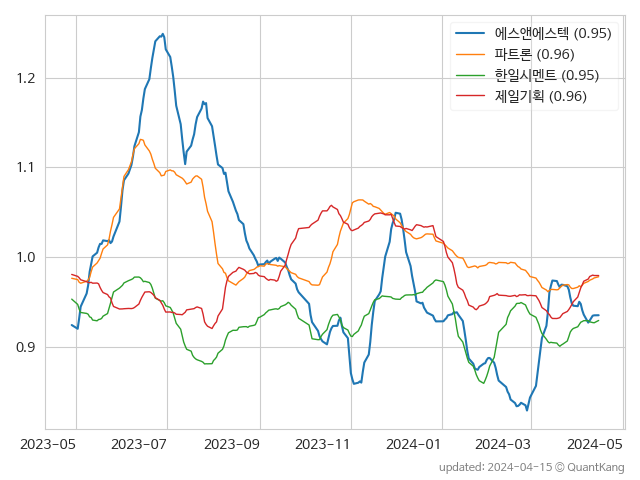 에스앤에스텍 (0.95)
파트론 (0.96)
한일시멘트 (0.95)
제일기획 (0.96)
1.2
1.1
1.0
0.9
2023-05 2023-07 2023-09 2023-11 2024-01 2024-03 2024-05
updated: 2024-04-15 © QuantKang